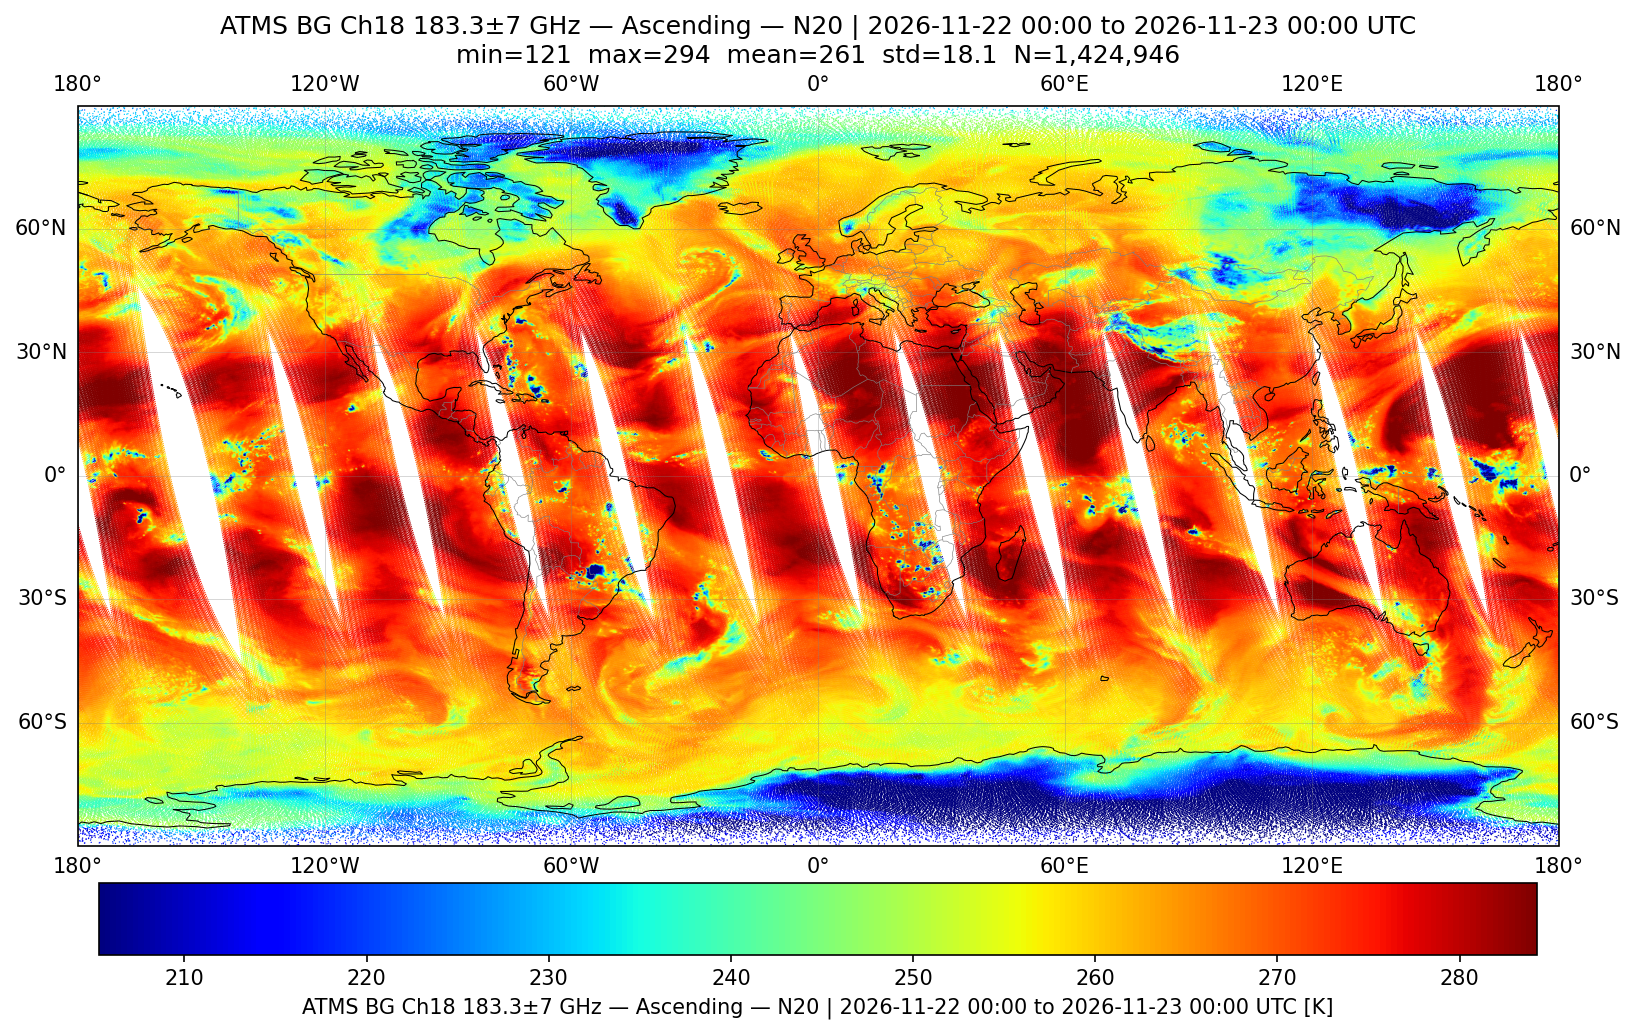 ATMS BG Ch18 183.3±7 GHz — Ascending — N20 | 2026-11-22 00:00 to 2026-11-23 00:00 UTC
min=121 max=294 mean=261 std=18.1 N=1,424,946
180° 120°W 60°W 0° 60°E 120°E 180°
60°N 60°N
30°N 30°N
0° 0°
30°S 30°S
60°S 60°S
180° 120°W 60°W 0° 60°E 120°E 180°
210 220 230 240 250 260 270 280
ATMS BG Ch18 183.3±7 GHz — Ascending — N20 | 2026-11-22 00:00 to 2026-11-23 00:00 UTC [K]